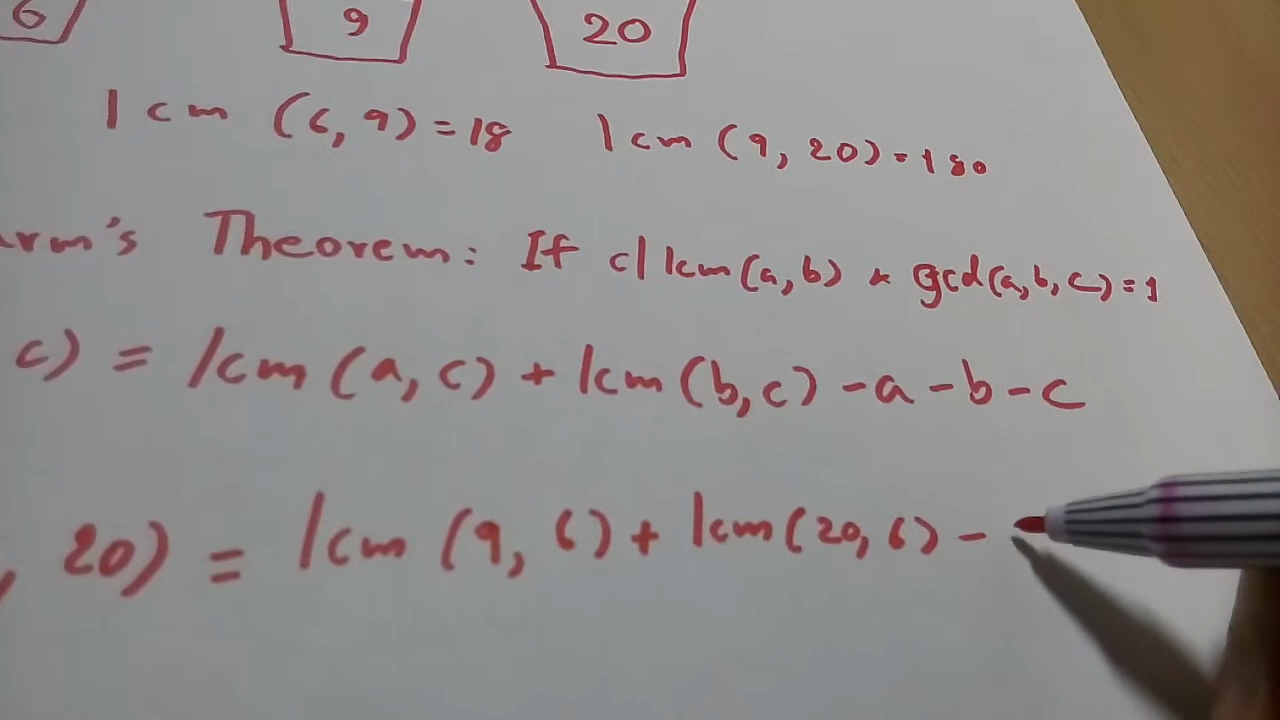 6 9 20
lcm (6, 9) = 18 lcm (9, 20) = 180
Theorem: If c | lcm(a, b) & gcd(a, b, c) = 1
c) = lcm (a, c) + lcm (b, c) - a - b - c
, 20) = lcm (9, 6) + lcm (20, 6) -